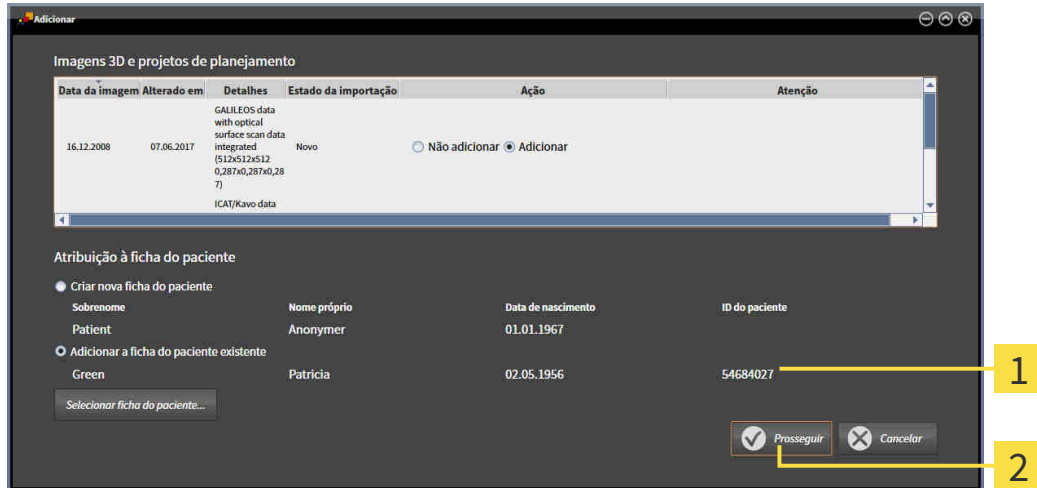 Adicionar
Imagens 3D e projetos de planejamento
Data da imagem Alterado em Detalhes Estado da importação Ação Atenção
GALILEOS data
with optical
surface scan data
16.12.2008 07.06.2017 integrated Novo Não adicionar Adicionar
(512x512x512
0,287x0,287x0,28
7)
ICAT/Kavo data
Atribuição à ficha do paciente
Criar nova ficha do paciente
Sobrenome Nome próprio Data de nascimento ID do paciente
Patient Anonymer 01.01.1967
Adicionar a ficha do paciente existente
Green Patricia 02.05.1956 54684027
1
Selecionar ficha do paciente...
Prosseguir Cancelar
2